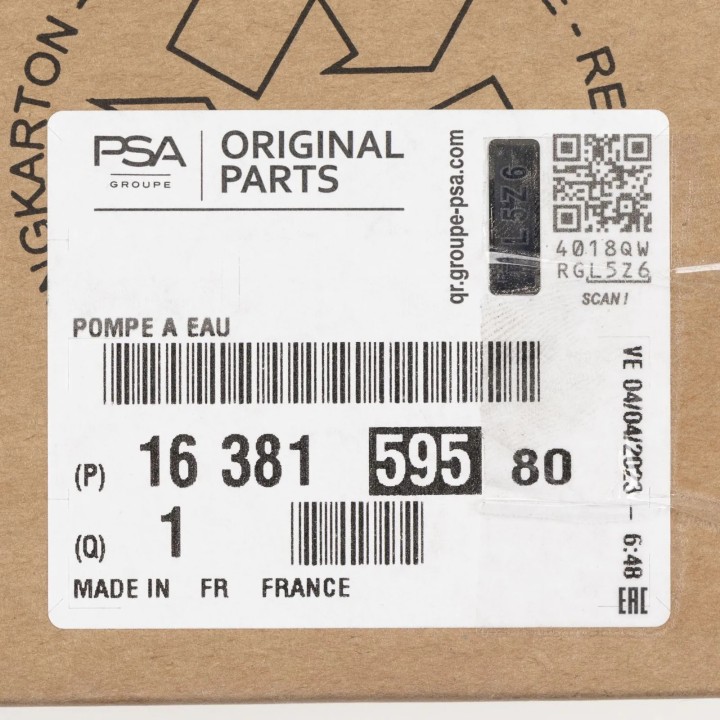 NGKARTON -
- RE
PSA
GROUPE
ORIGINAL
PARTS
qr.groupe-psa.com
L5Z6
4018QW
RGL5Z6
SCAN!
POMPE A EAU
(P) 16 381 595 80
(Q) 1
MADE IN FR FRANCE
VE 04/04/2023 - 6:48
EAC